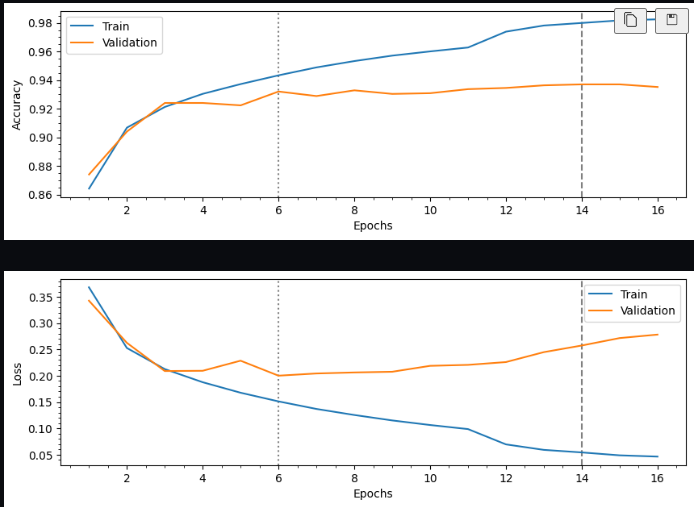 Train
Validation
Accuracy
0.98
0.96
0.94
0.92
0.90
0.88
0.86
2 4 6 8 10 12 14 16
Epochs
Train
Validation
Loss
0.35
0.30
0.25
0.20
0.15
0.10
0.05
2 4 6 8 10 12 14 16
Epochs